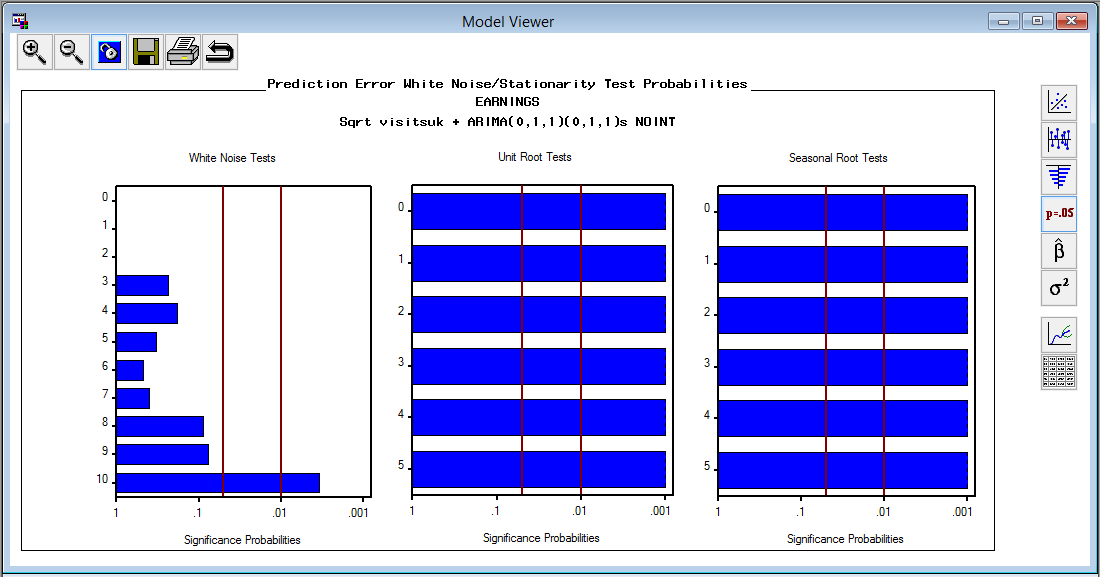 Model Viewer
Prediction Error White Noise/Stationarity Test Probabilities
EARNINGS
Sqrt visitsuk + ARIMA(0,1,1)(0,1,1)s NOINT
White Noise Tests
0
1
2
3
4
5
6
7
8
9
10
1 .1 .01 .001
Significance Probabilities
Unit Root Tests
0
1
2
3
4
5
1 .1 .01 .001
Significance Probabilities
Seasonal Root Tests
0
1
2
3
4
5
1 .1 .01 .001
Significance Probabilities
p=.05
β̂
σ²